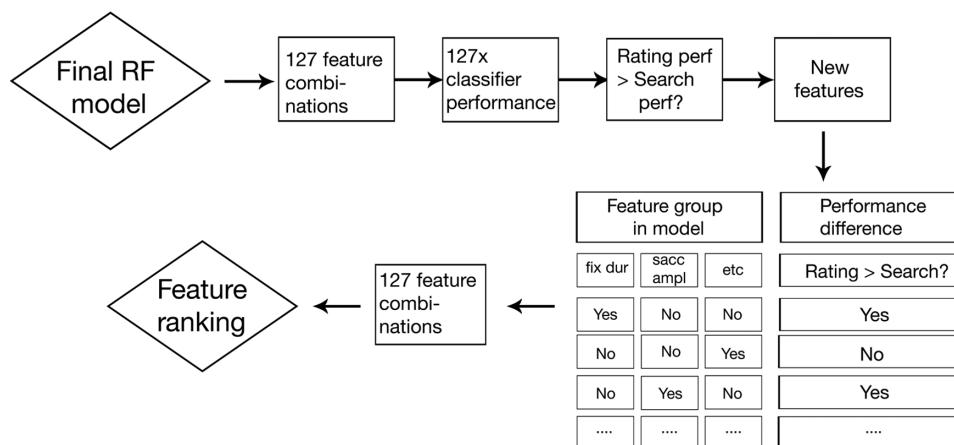 Final RF
model
127 feature
combi-
nations
127x
classifier
performance
Rating perf
> Search
perf?
New
features
Feature group
in model
Performance
difference
fix dur
sacc
ampl
etc
Rating > Search?
Yes
No
No
Yes
No
No
Yes
No
No
Yes
No
Yes
....
....
....
....
127 feature
combi-
nations
Feature
ranking